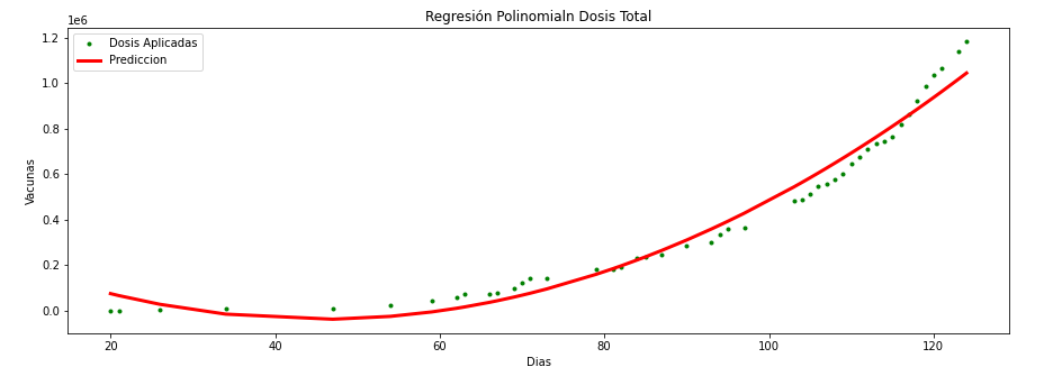 Regresión Polinomialn Dosis Total
1e6
Dosis Aplicadas
Prediccion
1.2
1.0
0.8
0.6
0.4
0.2
0.0
Vacunas
20 40 60 80 100 120
Dias